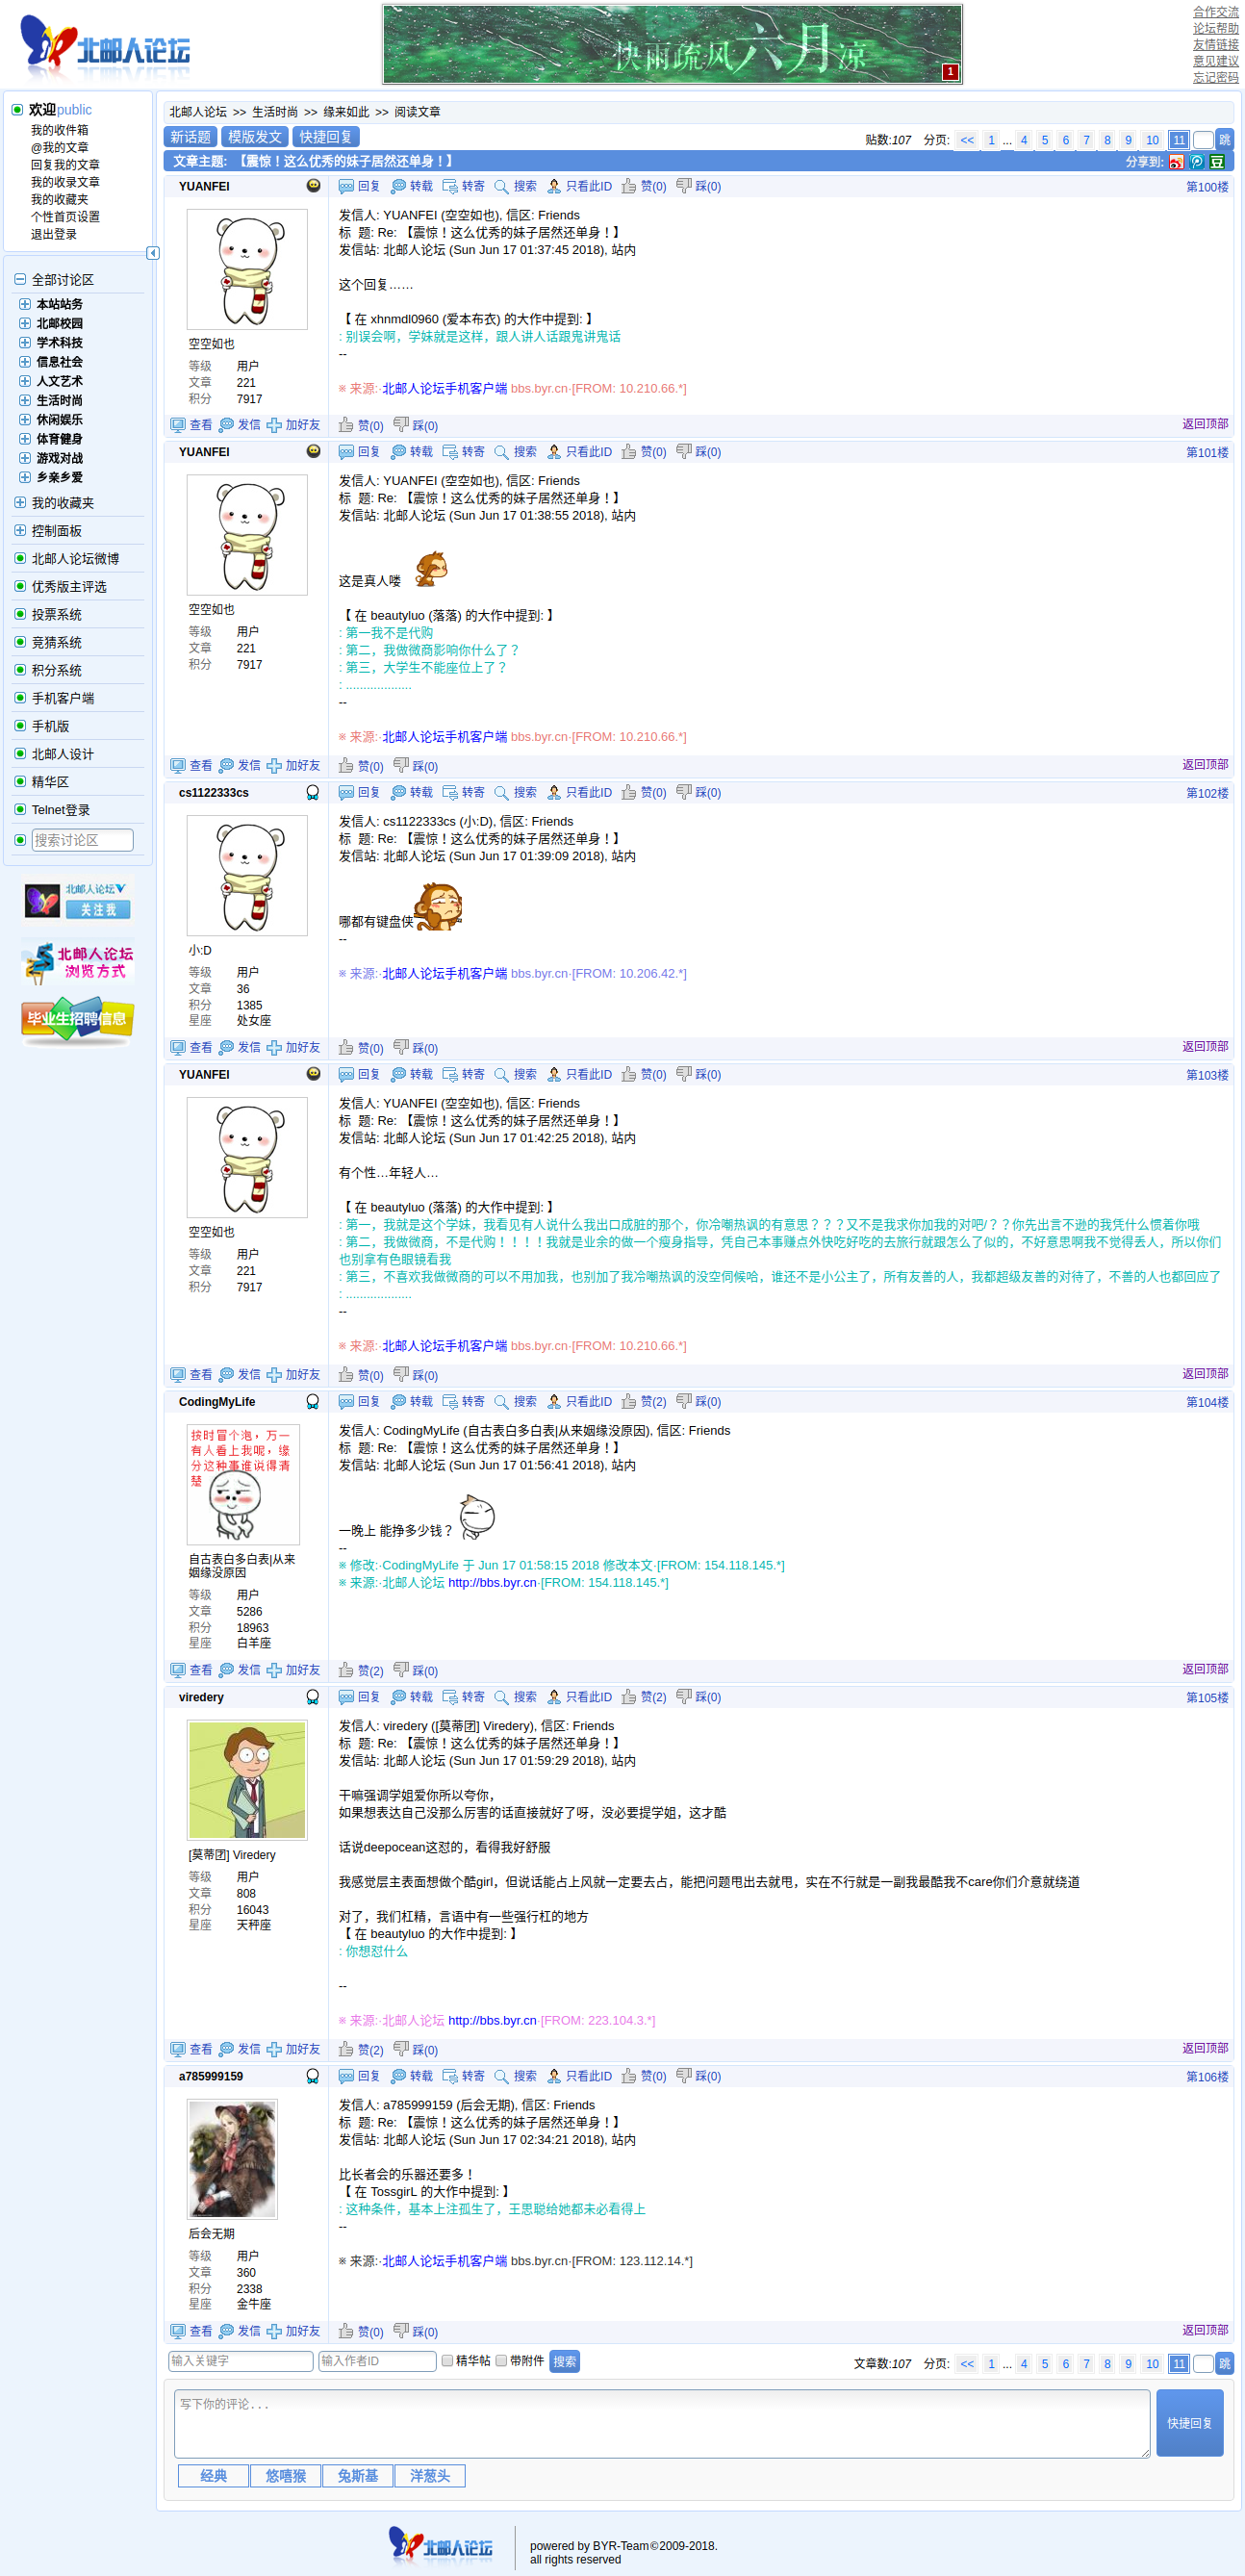 北邮人论坛
快雨疏风六月凉
1
合作交流
论坛帮助
友情链接
意见建议
忘记密码
欢迎public
我的收件箱
@我的文章
回复我的文章
我的收录文章
我的收藏夹
个性首页设置
退出登录
全部讨论区
本站站务
北邮校园
学术科技
信息社会
人文艺术
生活时尚
休闲娱乐
体育健身
游戏对战
乡亲乡爱
我的收藏夹
控制面板
北邮人论坛微博
优秀版主评选
投票系统
竞猜系统
积分系统
手机客户端
手机版
北邮人设计
精华区
Telnet登录
搜索讨论区
北邮人论坛
关注我
北邮人论坛
浏览方式
毕业生招聘信息
北邮人论坛 >> 生活时尚 >> 缘来如此 >> 阅读文章
新话题 模版发文 快捷回复
贴数:107 分页: << 1 ... 4 5 6 7 8 9 10 11 跳
文章主题: 【震惊！这么优秀的妹子居然还单身！】 分享到:
YUANFEI 回复 转载 转寄 搜索 只看此ID 赞(0) 踩(0) 第100楼
空空如也
等级 用户
文章 221
积分 7917
发信人: YUANFEI (空空如也), 信区: Friends
标 题: Re: 【震惊！这么优秀的妹子居然还单身！】
发信站: 北邮人论坛 (Sun Jun 17 01:37:45 2018), 站内
这个回复……
【 在 xhnmdl0960 (爱本布衣) 的大作中提到: 】
: 别误会啊，学妹就是这样，跟人讲人话跟鬼讲鬼话
--
※ 来源:·北邮人论坛手机客户端 bbs.byr.cn·[FROM: 10.210.66.*]
查看 发信 加好友 赞(0) 踩(0) 返回顶部
YUANFEI 回复 转载 转寄 搜索 只看此ID 赞(0) 踩(0) 第101楼
空空如也
等级 用户
文章 221
积分 7917
发信人: YUANFEI (空空如也), 信区: Friends
标 题: Re: 【震惊！这么优秀的妹子居然还单身！】
发信站: 北邮人论坛 (Sun Jun 17 01:38:55 2018), 站内
这是真人喽
【 在 beautyluo (落落) 的大作中提到: 】
: 第一我不是代购
: 第二，我做微商影响你什么了？
: 第三，大学生不能座位上了？
: ...................
--
※ 来源:·北邮人论坛手机客户端 bbs.byr.cn·[FROM: 10.210.66.*]
查看 发信 加好友 赞(0) 踩(0) 返回顶部
cs1122333cs 回复 转载 转寄 搜索 只看此ID 赞(0) 踩(0) 第102楼
小:D
等级 用户
文章 36
积分 1385
星座 处女座
发信人: cs1122333cs (小:D), 信区: Friends
标 题: Re: 【震惊！这么优秀的妹子居然还单身！】
发信站: 北邮人论坛 (Sun Jun 17 01:39:09 2018), 站内
哪都有键盘侠
--
※ 来源:·北邮人论坛手机客户端 bbs.byr.cn·[FROM: 10.206.42.*]
查看 发信 加好友 赞(0) 踩(0) 返回顶部
YUANFEI 回复 转载 转寄 搜索 只看此ID 赞(0) 踩(0) 第103楼
空空如也
等级 用户
文章 221
积分 7917
发信人: YUANFEI (空空如也), 信区: Friends
标 题: Re: 【震惊！这么优秀的妹子居然还单身！】
发信站: 北邮人论坛 (Sun Jun 17 01:42:25 2018), 站内
有个性…年轻人…
【 在 beautyluo (落落) 的大作中提到: 】
: 第一，我就是这个学妹，我看见有人说什么我出口成脏的那个，你冷嘲热讽的有意思？？？又不是我求你加我的对吧/？？你先出言不逊的我凭什么惯着你哦
: 第二，我做微商，不是代购！！！！我就是业余的做一个瘦身指导，凭自己本事赚点外快吃好吃的去旅行就跟怎么了似的，不好意思啊我不觉得丢人，所以你们
也别拿有色眼镜看我
: 第三，不喜欢我做微商的可以不用加我，也别加了我冷嘲热讽的没空伺候哈，谁还不是小公主了，所有友善的人，我都超级友善的对待了，不善的人也都回应了
: ...................
--
※ 来源:·北邮人论坛手机客户端 bbs.byr.cn·[FROM: 10.210.66.*]
查看 发信 加好友 赞(0) 踩(0) 返回顶部
CodingMyLife 回复 转载 转寄 搜索 只看此ID 赞(2) 踩(0) 第104楼
按时冒个泡，万一
有人看上我呢，缘
分这种事谁说得清
楚
自古表白多白表|从来
姻缘没原因
等级 用户
文章 5286
积分 18963
星座 白羊座
发信人: CodingMyLife (自古表白多白表|从来姻缘没原因), 信区: Friends
标 题: Re: 【震惊！这么优秀的妹子居然还单身！】
发信站: 北邮人论坛 (Sun Jun 17 01:56:41 2018), 站内
一晚上 能挣多少钱？
--
※ 修改:·CodingMyLife 于 Jun 17 01:58:15 2018 修改本文·[FROM: 154.118.145.*]
※ 来源:·北邮人论坛 http://bbs.byr.cn·[FROM: 154.118.145.*]
查看 发信 加好友 赞(2) 踩(0) 返回顶部
viredery 回复 转载 转寄 搜索 只看此ID 赞(2) 踩(0) 第105楼
[莫蒂团] Viredery
等级 用户
文章 808
积分 16043
星座 天秤座
发信人: viredery ([莫蒂团] Viredery), 信区: Friends
标 题: Re: 【震惊！这么优秀的妹子居然还单身！】
发信站: 北邮人论坛 (Sun Jun 17 01:59:29 2018), 站内
干嘛强调学姐爱你所以夸你，
如果想表达自己没那么厉害的话直接就好了呀，没必要提学姐，这才酷
话说deepocean这怼的，看得我好舒服
我感觉层主表面想做个酷girl，但说话能占上风就一定要去占，能把问题甩出去就甩，实在不行就是一副我最酷我不care你们介意就绕道
对了，我们杠精，言语中有一些强行杠的地方
【 在 beautyluo 的大作中提到: 】
: 你想怼什么
--
※ 来源:·北邮人论坛 http://bbs.byr.cn·[FROM: 223.104.3.*]
查看 发信 加好友 赞(2) 踩(0) 返回顶部
a785999159 回复 转载 转寄 搜索 只看此ID 赞(0) 踩(0) 第106楼
后会无期
等级 用户
文章 360
积分 2338
星座 金牛座
发信人: a785999159 (后会无期), 信区: Friends
标 题: Re: 【震惊！这么优秀的妹子居然还单身！】
发信站: 北邮人论坛 (Sun Jun 17 02:34:21 2018), 站内
比长者会的乐器还要多！
【 在 TossgirL 的大作中提到: 】
: 这种条件，基本上注孤生了，王思聪给她都未必看得上
--
※ 来源:·北邮人论坛手机客户端 bbs.byr.cn·[FROM: 123.112.14.*]
查看 发信 加好友 赞(0) 踩(0) 返回顶部
输入关键字 输入作者ID 精华帖 带附件 搜索
文章数:107 分页: << 1 ... 4 5 6 7 8 9 10 11 跳
写下你的评论...
快捷回复
经典 悠嘻猴 兔斯基 洋葱头
北邮人论坛
powered by BYR-Team©2009-2018.
all rights reserved